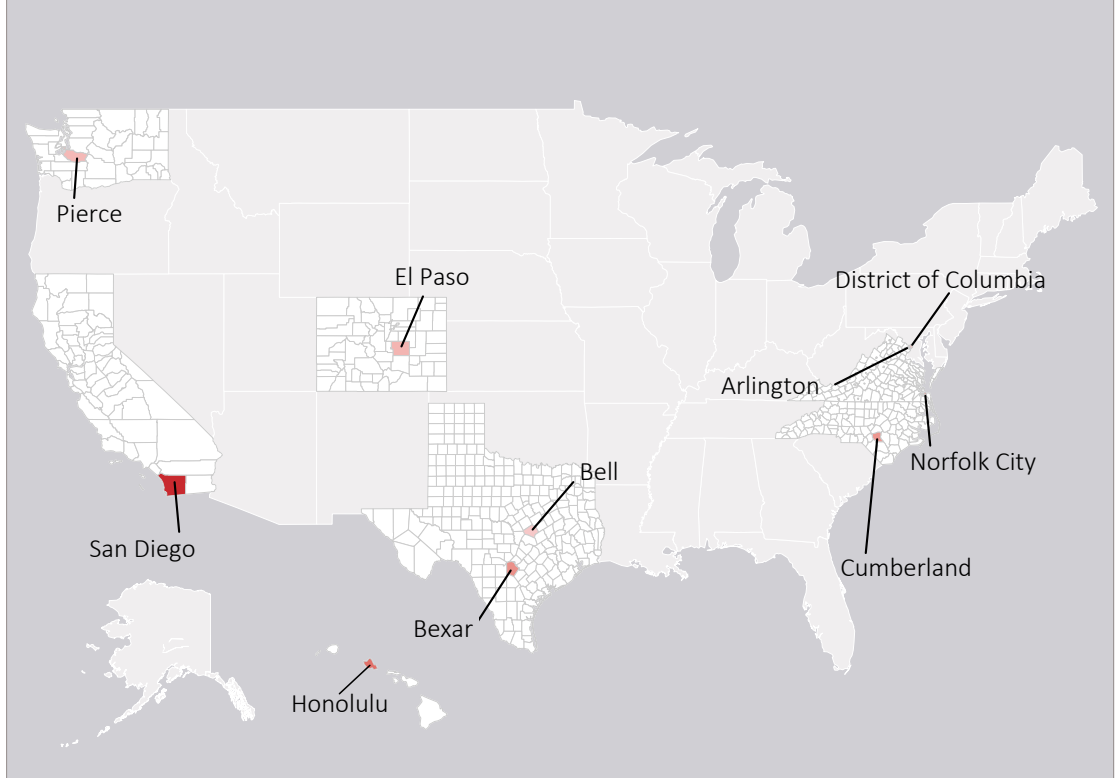 Pierce
El Paso
District of Columbia
Arlington
Norfolk City
Bell
San Diego
Cumberland
Bexar
Honolulu